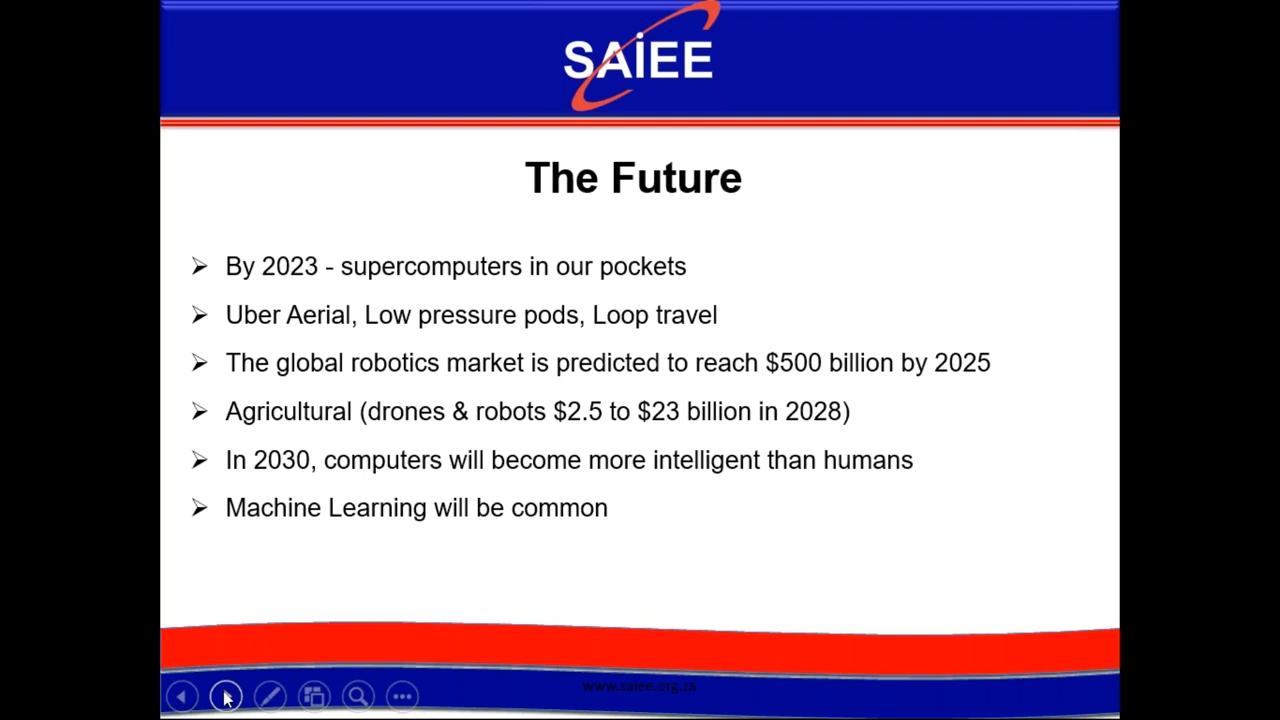 SAiEE
The Future
By 2023 - supercomputers in our pockets
Uber Aerial, Low pressure pods, Loop travel
The global robotics market is predicted to reach $500 billion by 2025
Agricultural (drones & robots $2.5 to $23 billion in 2028)
In 2030, computers will become more intelligent than humans
Machine Learning will be common
www.saiee.org.za